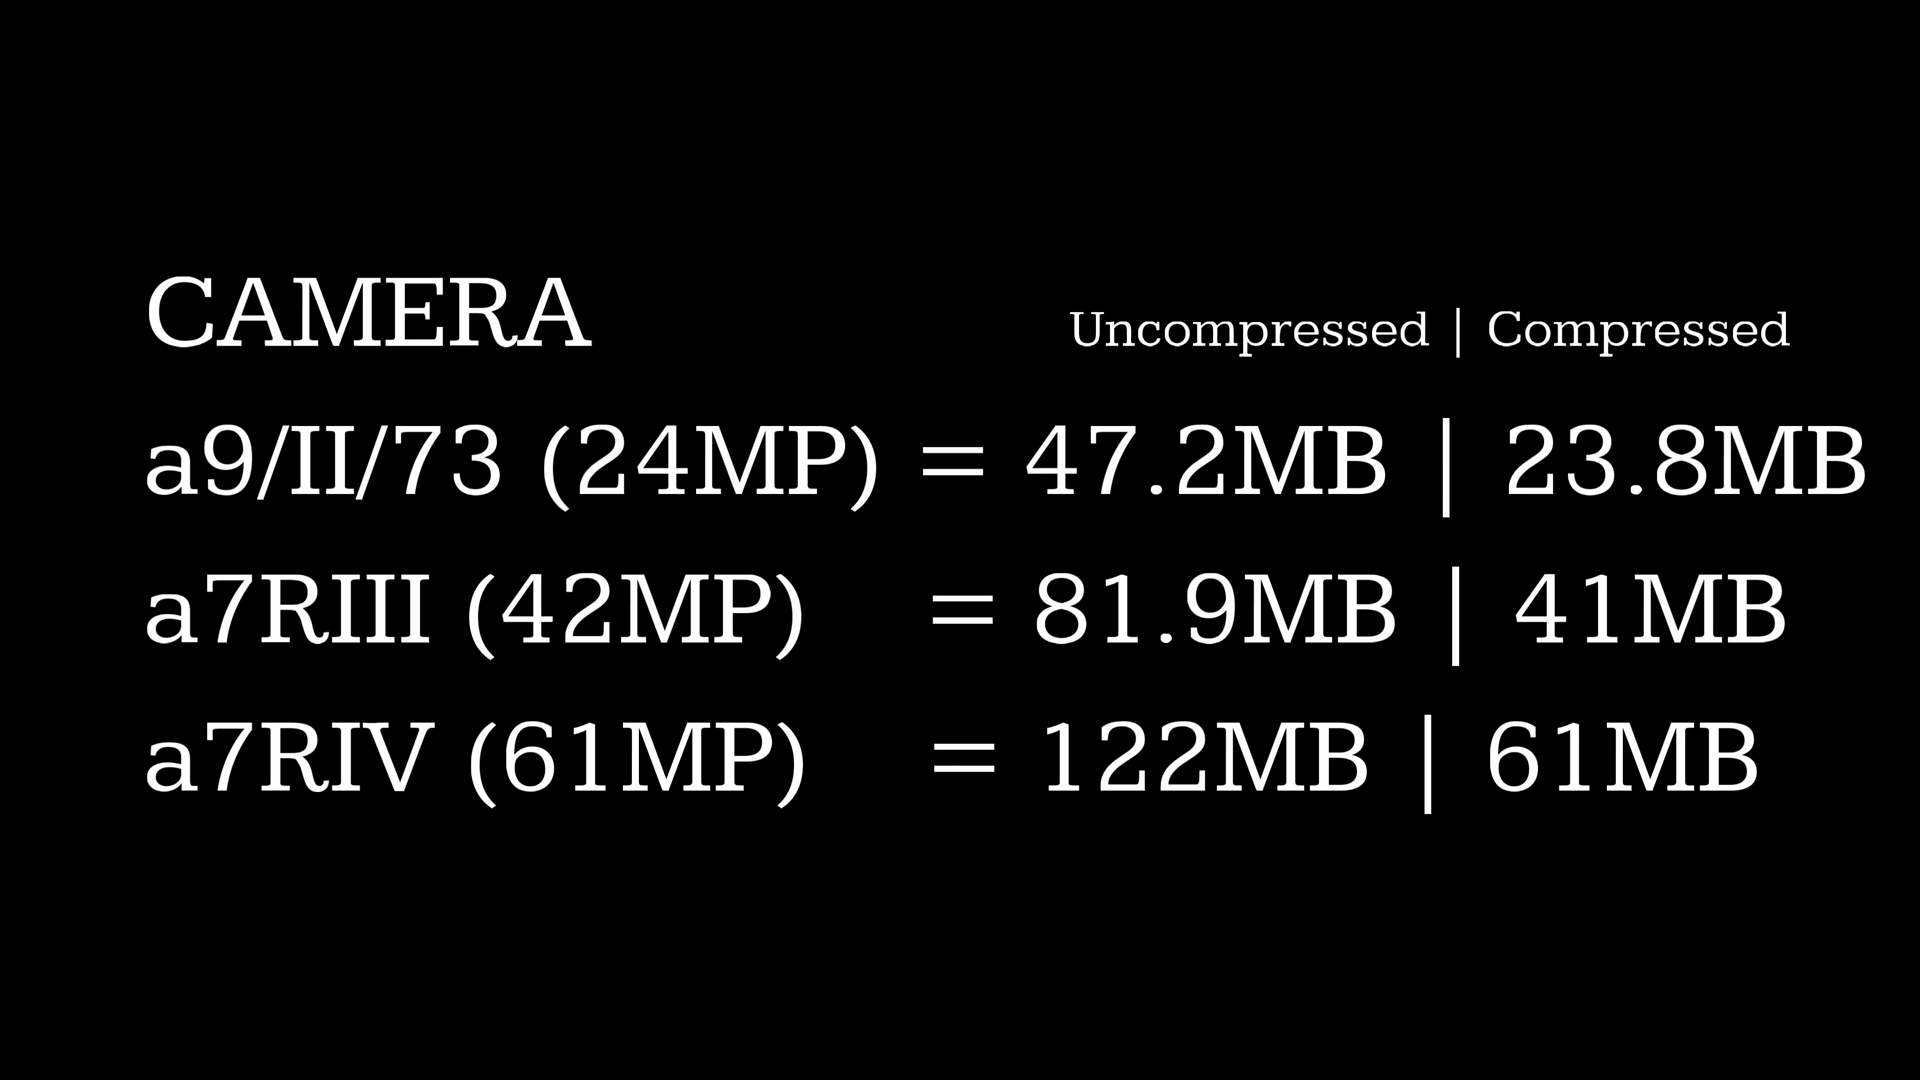 CAMERA Uncompressed | Compressed
a9/II/73 (24MP) = 47.2MB | 23.8MB
a7RIII (42MP) = 81.9MB | 41MB
a7RIV (61MP) = 122MB | 61MB